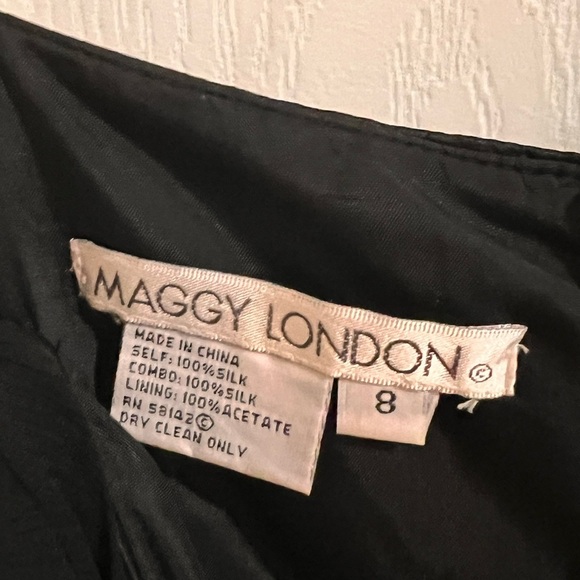 MAGGY LONDON ©
MADE IN CHINA
SELF: 100% SILK
COMBO: 100% SILK
LINING: 100% ACETATE
RN 58142 ©
DRY CLEAN ONLY
8